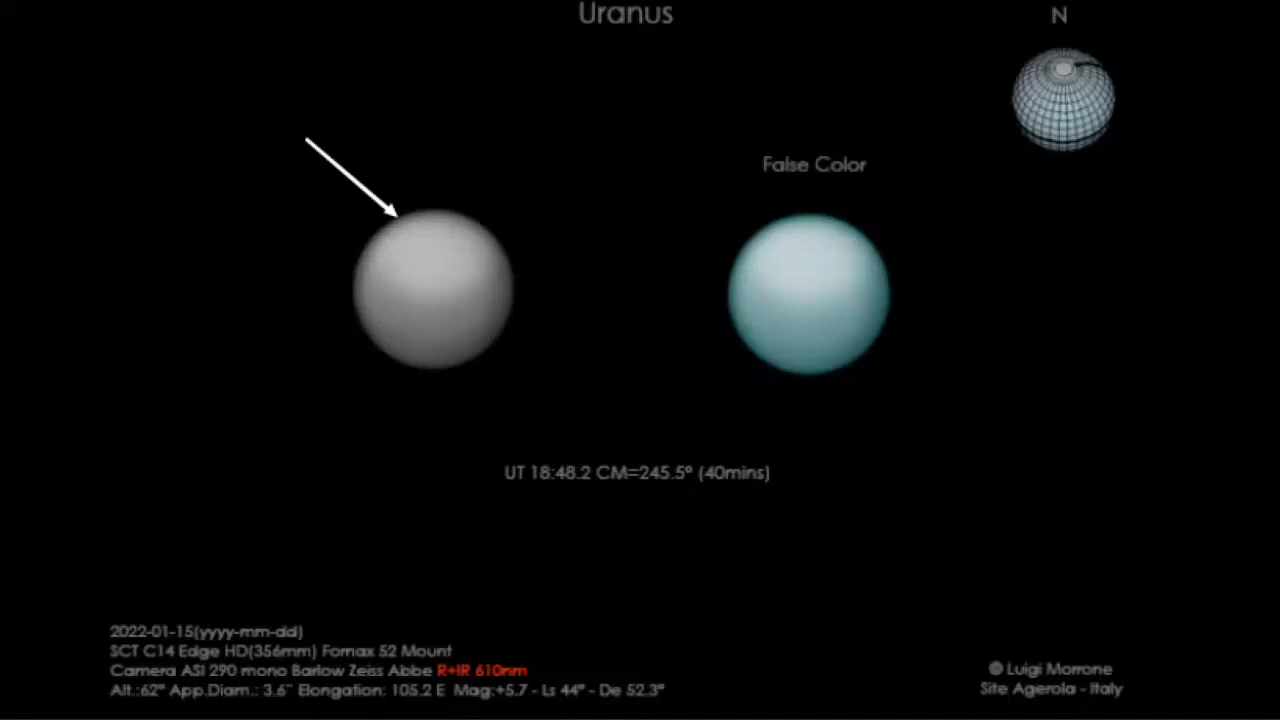 Uranus
N
False Color
UT 18:48.2 CM=245.5° (40mins)
2022-01-15(yyyy-mm-dd)
SCT C14 Edge HD(356mm) Fornax 52 Mount
Camera ASI 290 mono Barlow Zeiss Abbe R+IR 610nm
Alt.:62° App.Diam.: 3.6" Elongation: 105.2 E Mag:+5.7 - Ls 44° - De 52.3°
© Luigi Morrone
Site Agerola - Italy